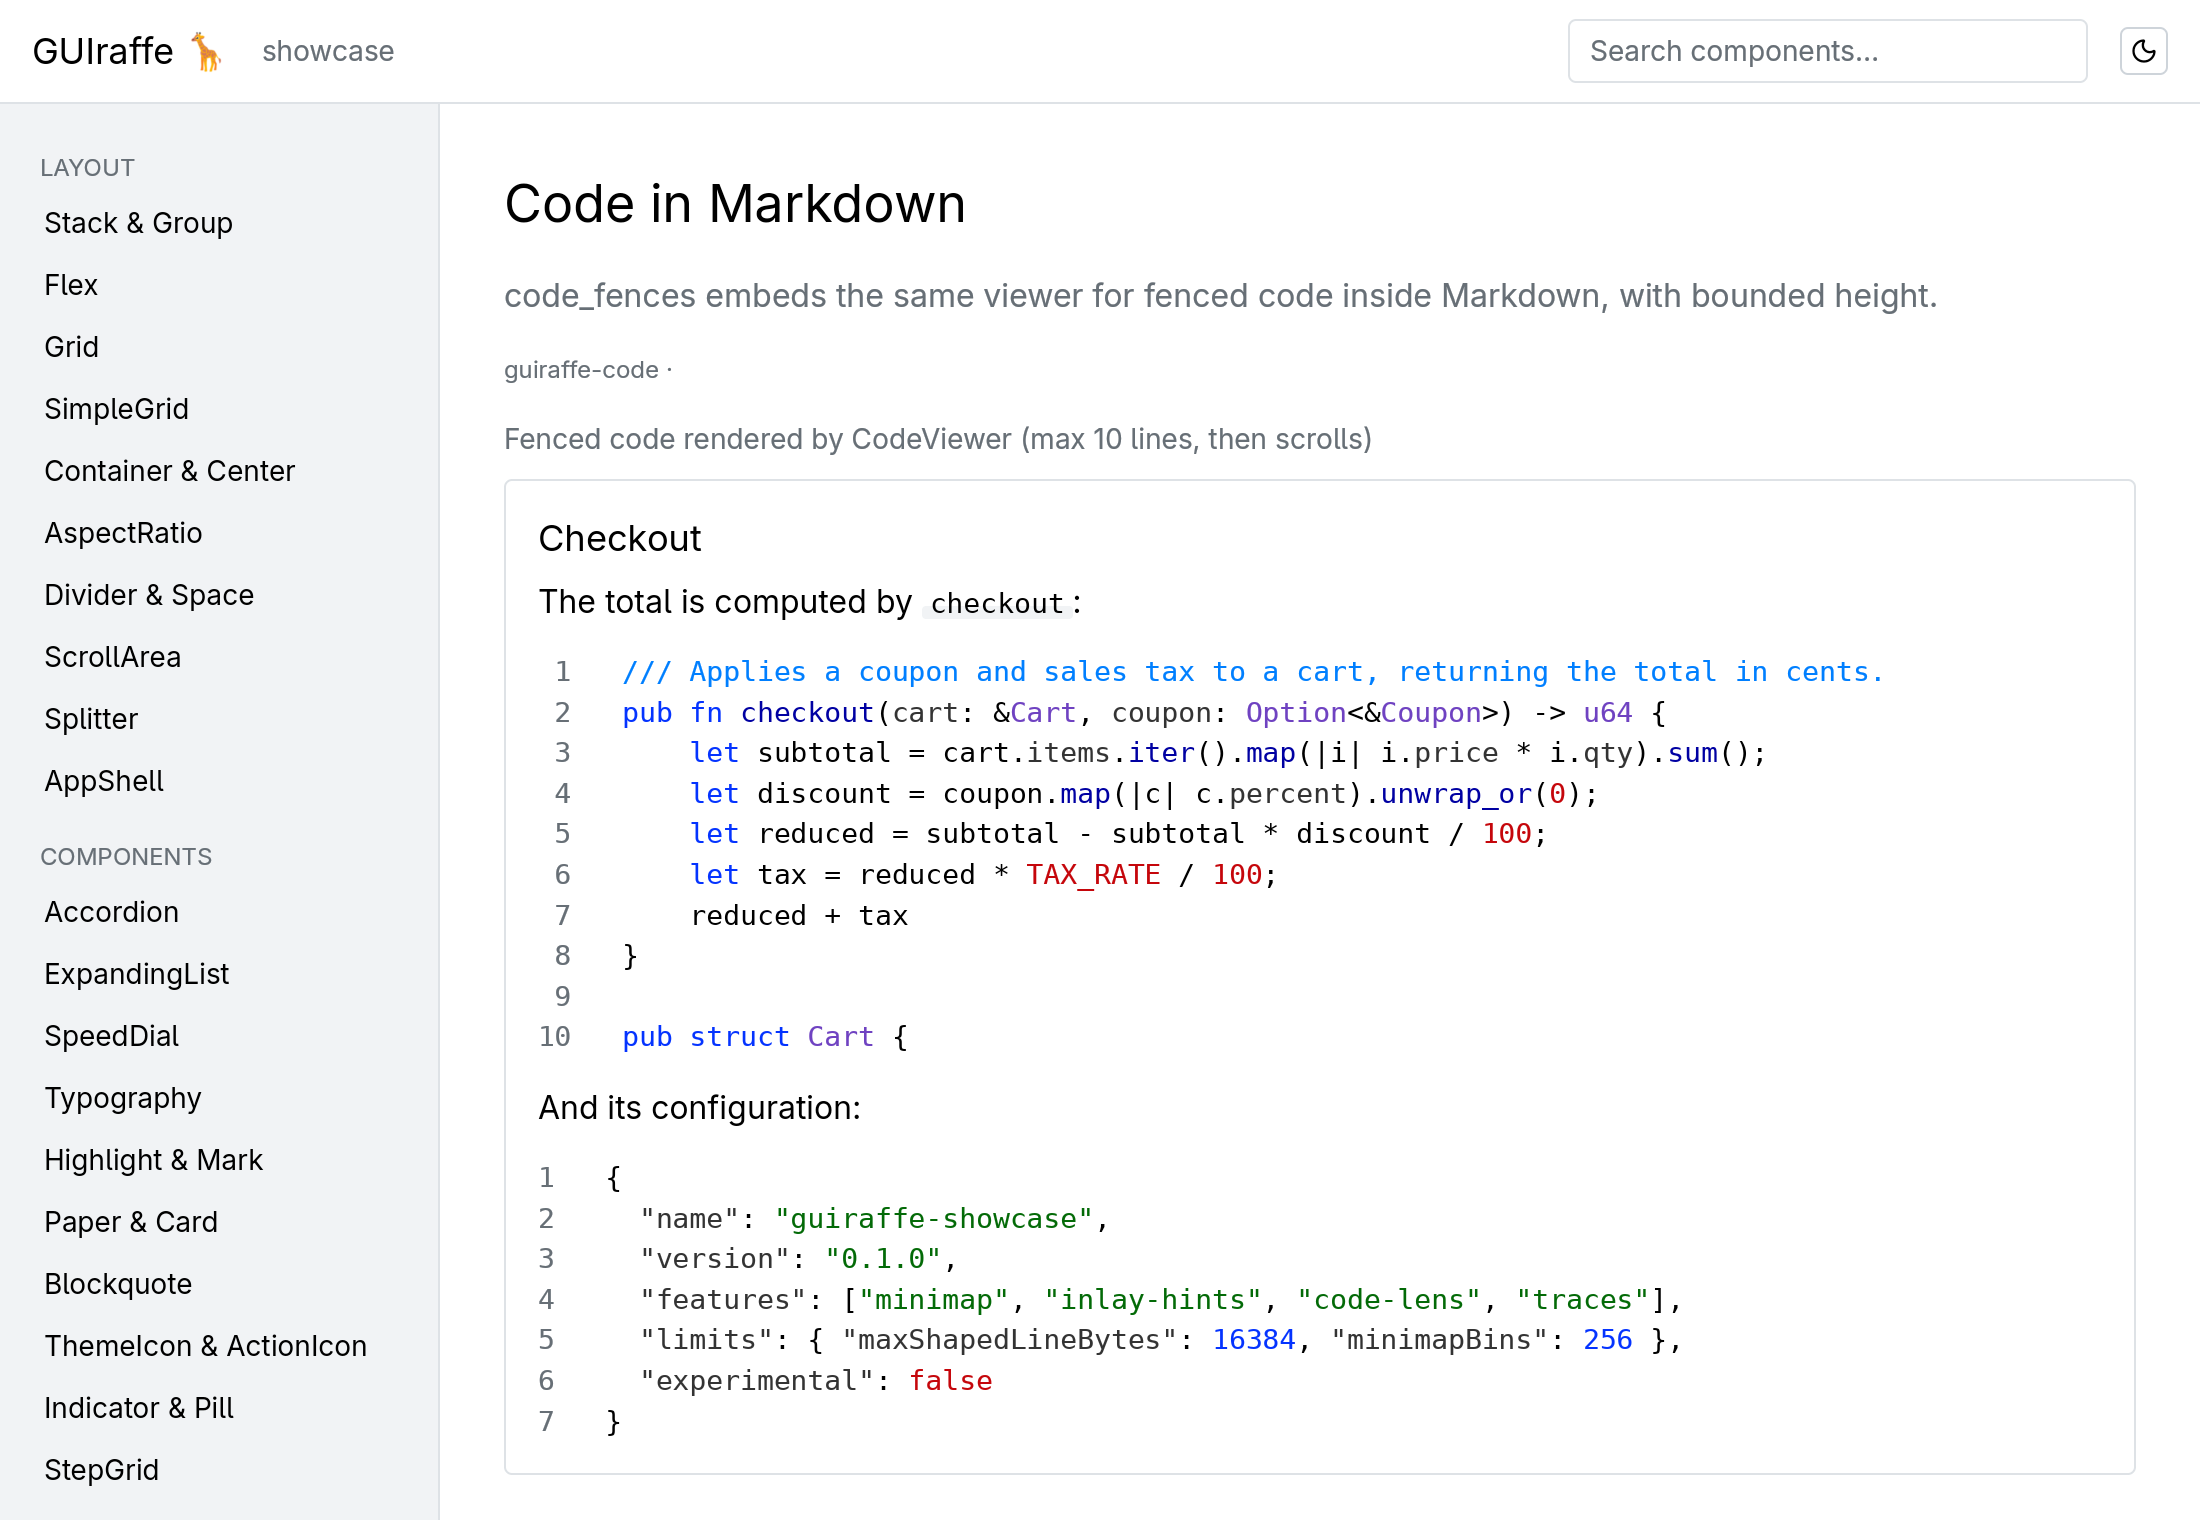 GUIraffe 🦒 showcase Search components...
LAYOUT
Stack & Group
Flex
Grid
SimpleGrid
Container & Center
AspectRatio
Divider & Space
ScrollArea
Splitter
AppShell
COMPONENTS
Accordion
ExpandingList
SpeedDial
Typography
Highlight & Mark
Paper & Card
Blockquote
ThemeIcon & ActionIcon
Indicator & Pill
StepGrid
Code in Markdown
code_fences embeds the same viewer for fenced code inside Markdown, with bounded height.
guiraffe-code ·
Fenced code rendered by CodeViewer (max 10 lines, then scrolls)
Checkout
The total is computed by checkout:
1 /// Applies a coupon and sales tax to a cart, returning the total in cents.
2 pub fn checkout(cart: &Cart, coupon: Option<&Coupon>) -> u64 {
3     let subtotal = cart.items.iter().map(|i| i.price * i.qty).sum();
4     let discount = coupon.map(|c| c.percent).unwrap_or(0);
5     let reduced = subtotal - subtotal * discount / 100;
6     let tax = reduced * TAX_RATE / 100;
7     reduced + tax
8 }
9
10 pub struct Cart {
And its configuration:
1 {
2   "name": "guiraffe-showcase",
3   "version": "0.1.0",
4   "features": ["minimap", "inlay-hints", "code-lens", "traces"],
5   "limits": { "maxShapedLineBytes": 16384, "minimapBins": 256 },
6   "experimental": false
7 }